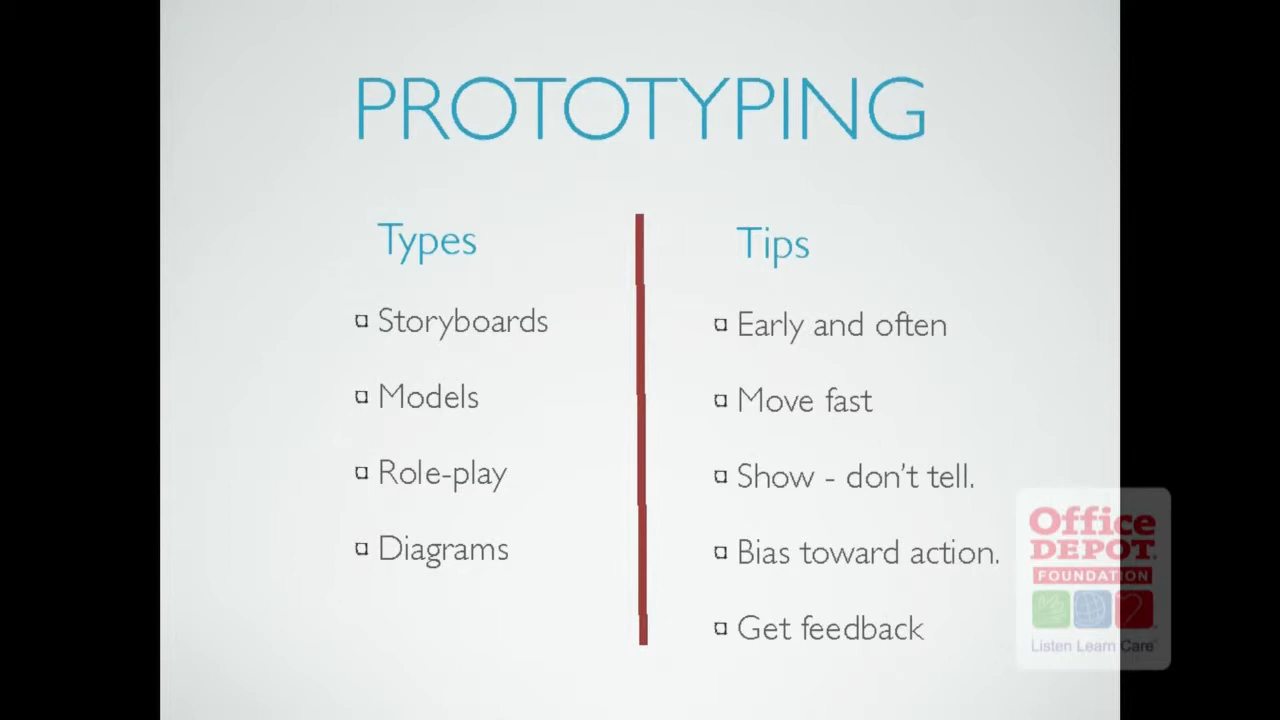 PROTOTYPING
Types
Storyboards
Models
Role-play
Diagrams
Tips
Early and often
Move fast
Show - don't tell.
Bias toward action.
Get feedback
Office
DEPOT
FOUNDATION
Listen Learn Care